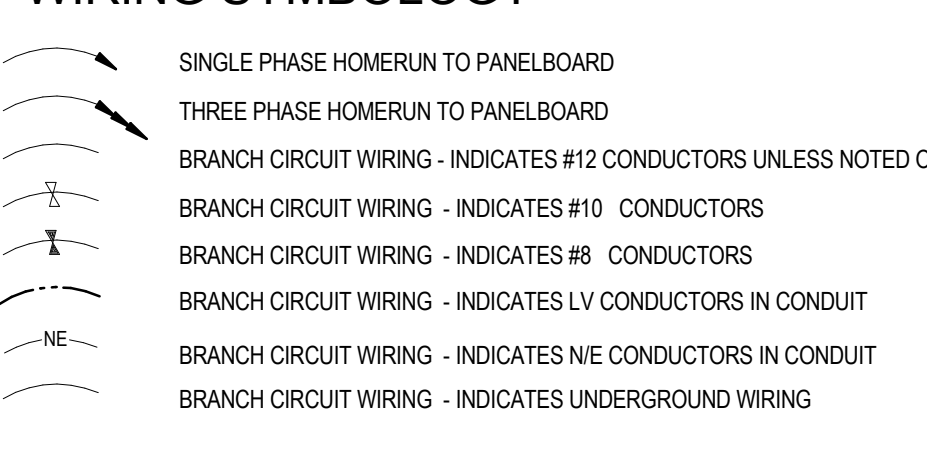 WIRING SYMBOLOGY
SINGLE PHASE HOMERUN TO PANELBOARD
THREE PHASE HOMERUN TO PANELBOARD
BRANCH CIRCUIT WIRING - INDICATES #12 CONDUCTORS UNLESS NOTED
BRANCH CIRCUIT WIRING - INDICATES #10 CONDUCTORS
BRANCH CIRCUIT WIRING - INDICATES #8 CONDUCTORS
BRANCH CIRCUIT WIRING - INDICATES LV CONDUCTORS IN CONDUIT
NE
BRANCH CIRCUIT WIRING - INDICATES N/E CONDUCTORS IN CONDUIT
BRANCH CIRCUIT WIRING - INDICATES UNDERGROUND WIRING